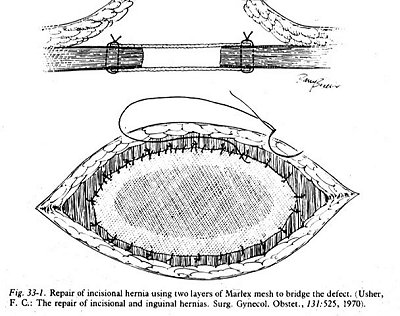 Fig. 33-1. Repair of incisional hernia using two layers of Marlex mesh to bridge the defect. (Usher,
F. C.: The repair of incisional and inguinal hernias. Surg. Gynecol. Obstet., 131:525, 1970).